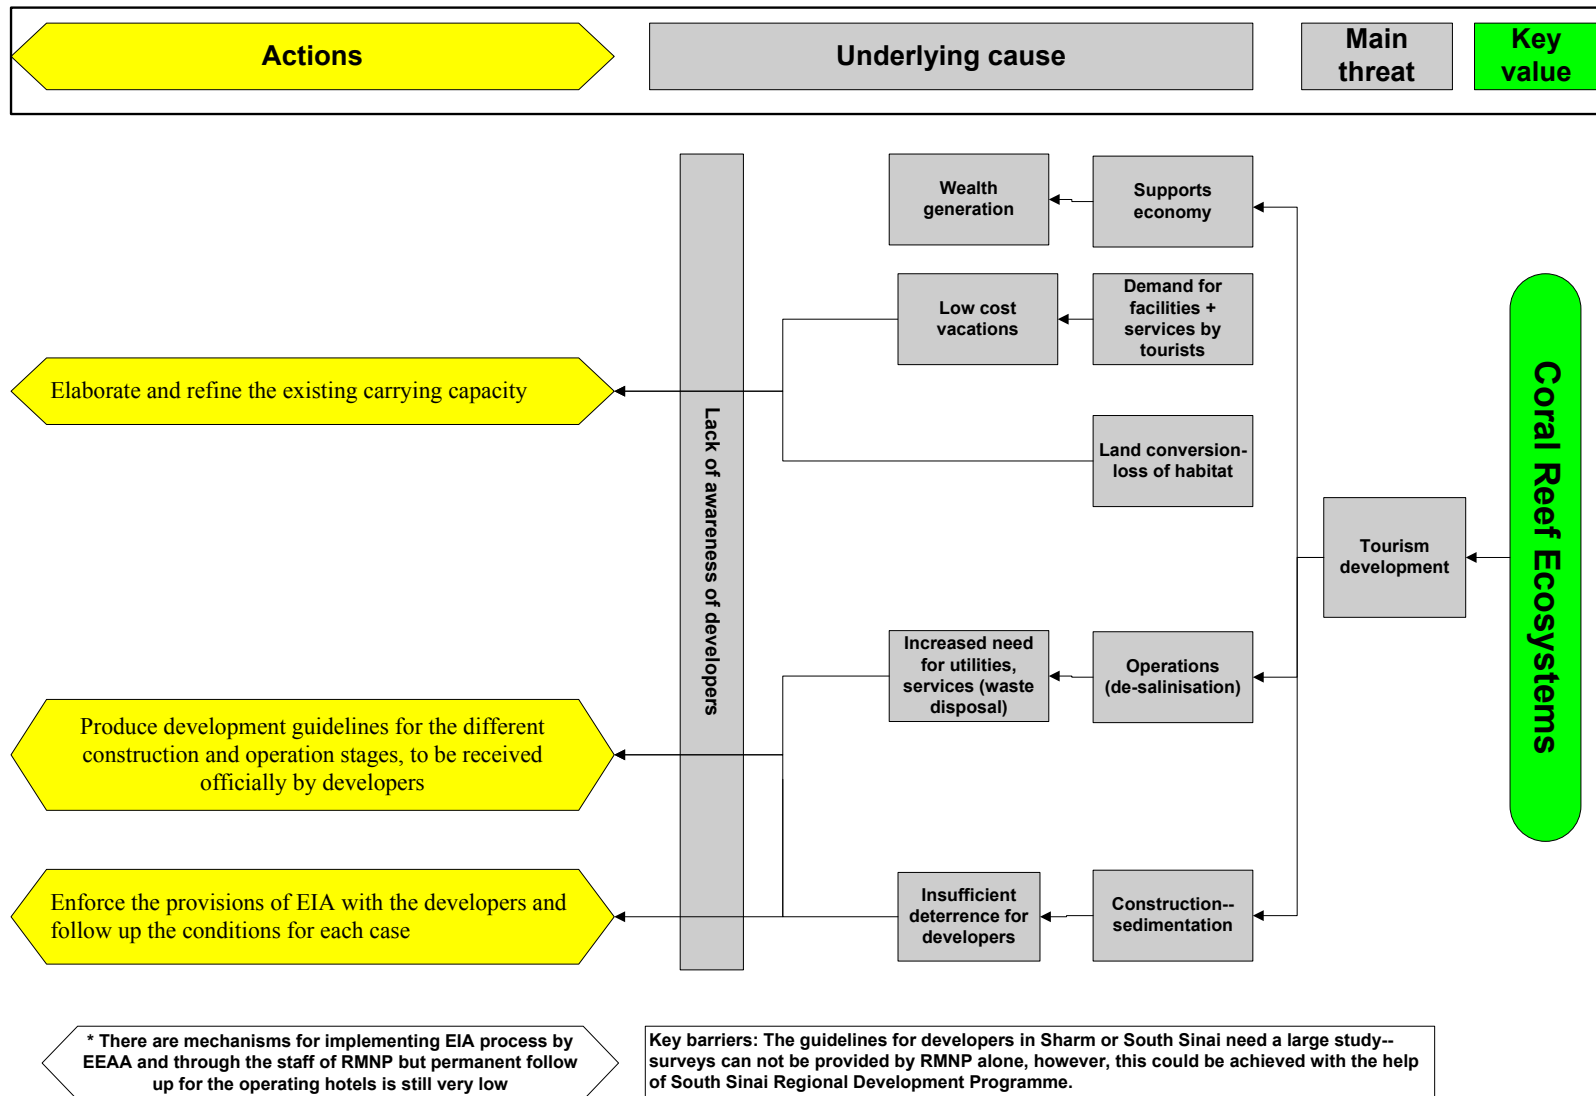 Actions
Underlying cause
Main
threat
Key
value
Wealth
generation
Supports
economy
Low cost
vacations
Demand for
facilities +
services by
tourists
Elaborate and refine the existing carrying capacity
Lack of awareness of developers
Land conversion-
loss of habitat
Tourism
development
Coral Reef Ecosystems
Increased need
for utilities,
services (waste
disposal)
Operations
(de-salinisation)
Produce development guidelines for the different
construction and operation stages, to be received
officially by developers
Enforce the provisions of EIA with the developers and
follow up the conditions for each case
Insufficient
deterrence for
developers
Construction--
sedimentation
* There are mechanisms for implementing EIA process by
EEAA and through the staff of RMNP but permanent follow
up for the operating hotels is still very low
Key barriers: The guidelines for developers in Sharm or South Sinai need a large study--
surveys can not be provided by RMNP alone, however, this could be achieved with the help
of South Sinai Regional Development Programme.